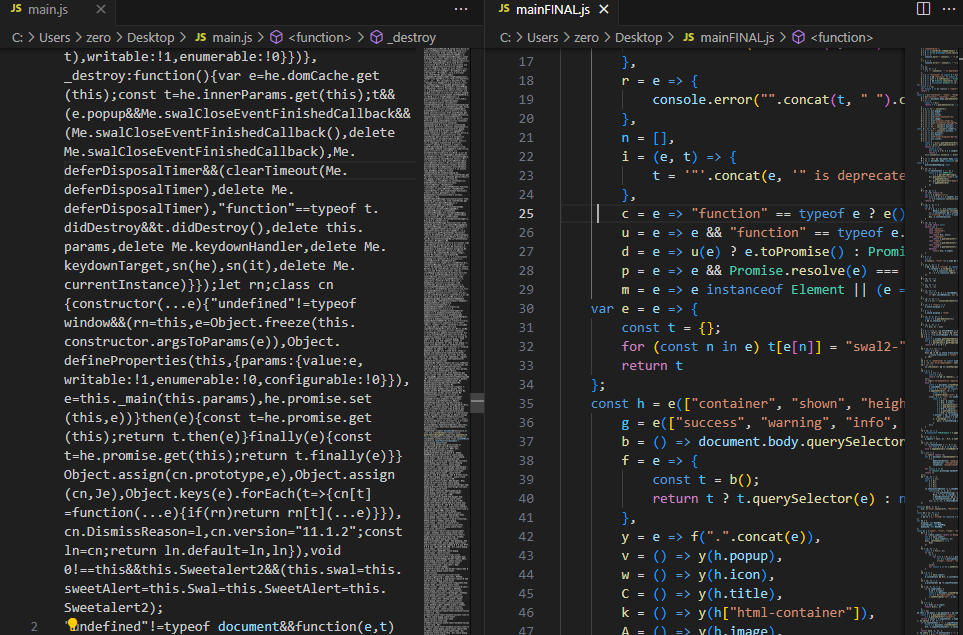 JS main.js ×
C: > Users > zero > Desktop > JS main.js > <function> > _destroy
t),writable:!1,enumerable:!0}))},
_destroy:function(){var e=he.domCache.get
(this);const t=he.innerParams.get(this);t&&
(e.popup&&Me.swalCloseEventFinishedCallback&&
(Me.swalCloseEventFinishedCallback(),delete
Me.swalCloseEventFinishedCallback),Me.
deferDisposalTimer&&(clearTimeout(Me.
deferDisposalTimer),delete Me.
deferDisposalTimer),"function"==typeof t.
didDestroy&&t.didDestroy(),delete this.
params,delete Me.keydownHandler,delete Me.
keydownTarget,sn(he),sn(it),delete Me.
currentInstance)}});let rn;class cn
{constructor(...e){"undefined"!=typeof
window&&(rn=this,e=Object.freeze(this.
constructor.argsToParams(e)),Object.
defineProperties(this,{params:{value:e,
writable:!1,enumerable:!0,configurable:!0}}),
e=this._main(this.params),he.promise.set
(this,e))}then(e){const t=he.promise.get
(this);return t.then(e)}finally(e){const
t=he.promise.get(this);return t.finally(e)}}
Object.assign(cn.prototype,e),Object.assign
(cn,Je),Object.keys(e).forEach(t=>{cn[t]
=function(...e){if(rn)return rn[t](...e)}}),
cn.DismissReason=l,cn.version="11.1.2";const
ln=cn;return ln.default=ln,ln}),void
0!==this&&this.Sweetalert2&&(this.swal=this.
sweetAlert=this.Swal=this.SweetAlert=this.
Sweetalert2);
2 "undefined"!=typeof document&&function(e,t)
JS mainFINAL.js ×
C: > Users > zero > Desktop > JS mainFINAL.js > <function>
17 },
18 r = e => {
19 console.error("".concat(t, " ").c
20 },
21 n = [],
22 i = (e, t) => {
23 t = '"'.concat(e, '" is deprecate
24 },
25 c = e => "function" == typeof e ? e()
26 u = e => e && "function" == typeof e.
27 d = e => u(e) ? e.toPromise() : Promi
28 p = e => e && Promise.resolve(e) ===
29 m = e => e instanceof Element || (e =
30 var e = e => {
31 const t = {};
32 for (const n in e) t[e[n]] = "swal2-"
33 return t
34 };
35 const h = e(["container", "shown", "heigh
36 g = e(["success", "warning", "info",
37 b = () => document.body.querySelector
38 f = e => {
39 const t = b();
40 return t ? t.querySelector(e) : n
41 },
42 y = e => f(".".concat(e)),
43 v = () => y(h.popup),
44 w = () => y(h.icon),
45 C = () => y(h.title),
46 k = () => y(h["html-container"]),
47 A = () => y(h.image),